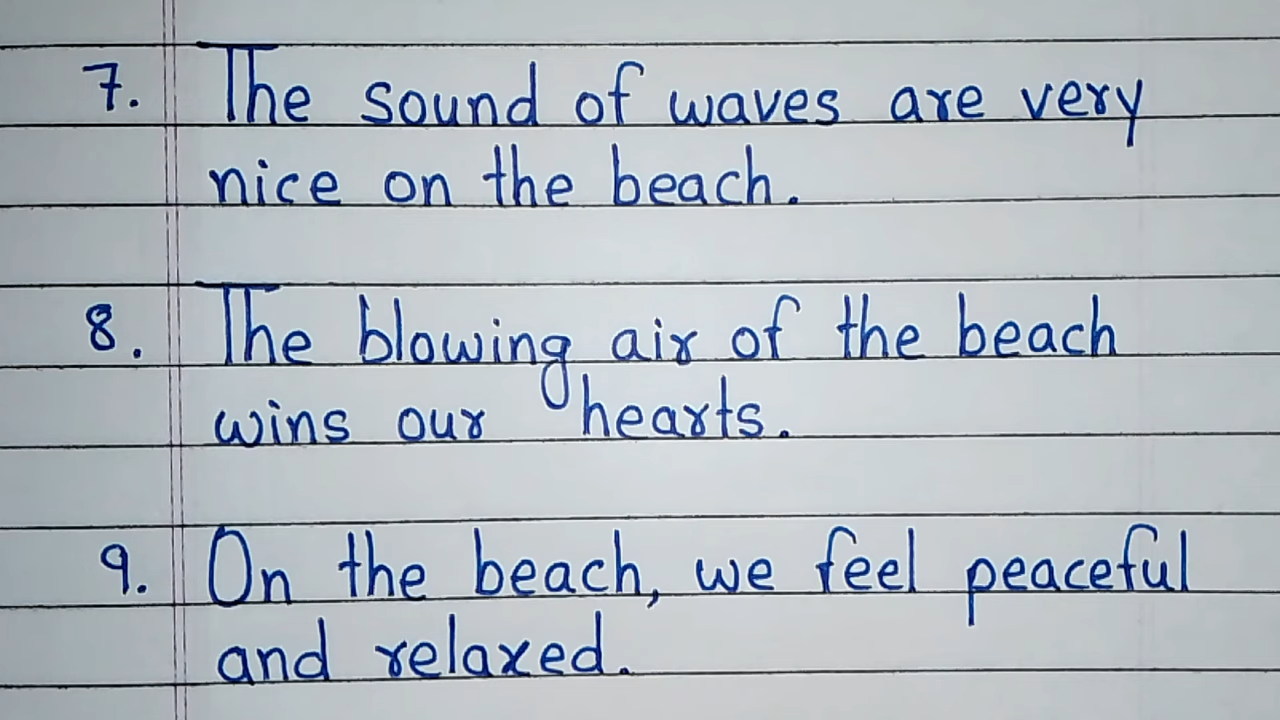 7. The sound of waves are very
nice on the beach.
8. The blowing air of the beach
wins our hearts.
9. On the beach, we feel peaceful
and relaxed.